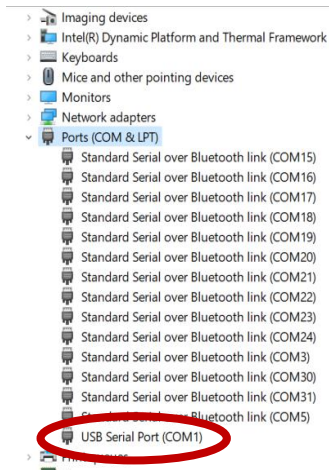 Imaging devices
Intel(R) Dynamic Platform and Thermal Framework
Keyboards
Mice and other pointing devices
Monitors
Network adapters
Ports (COM & LPT)
Standard Serial over Bluetooth link (COM15)
Standard Serial over Bluetooth link (COM16)
Standard Serial over Bluetooth link (COM17)
Standard Serial over Bluetooth link (COM18)
Standard Serial over Bluetooth link (COM19)
Standard Serial over Bluetooth link (COM20)
Standard Serial over Bluetooth link (COM21)
Standard Serial over Bluetooth link (COM22)
Standard Serial over Bluetooth link (COM23)
Standard Serial over Bluetooth link (COM24)
Standard Serial over Bluetooth link (COM3)
Standard Serial over Bluetooth link (COM30)
Standard Serial over Bluetooth link (COM31)
Standard Serial over Bluetooth link (COM5)
USB Serial Port (COM1)